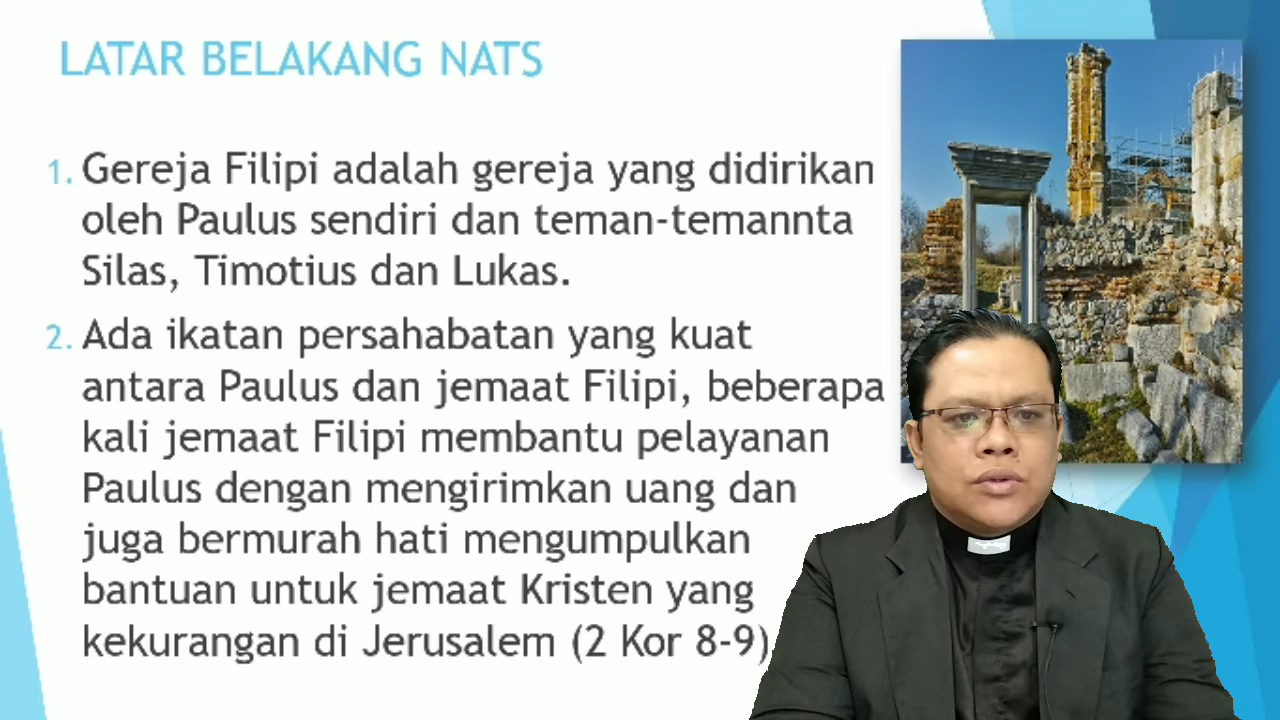 LATAR BELAKANG NATS
1. Gereja Filipi adalah gereja yang didirikan
oleh Paulus sendiri dan teman-temannta
Silas, Timotius dan Lukas.
2. Ada ikatan persahabatan yang kuat
antara Paulus dan jemaat Filipi, beberapa
kali jemaat Filipi membantu pelayanan
Paulus dengan mengirimkan uang dan
juga bermurah hati mengumpulkan
bantuan untuk jemaat Kristen yang
kekurangan di Jerusalem (2 Kor 8-9)